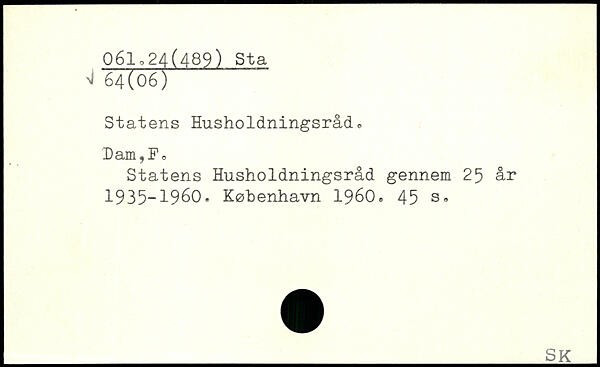 061.24(489) Sta
√ 64(06)
Statens Husholdningsråd.
Dam,F.
Statens Husholdningsråd gennem 25 år
1935-1960. København 1960. 45 s.
SK